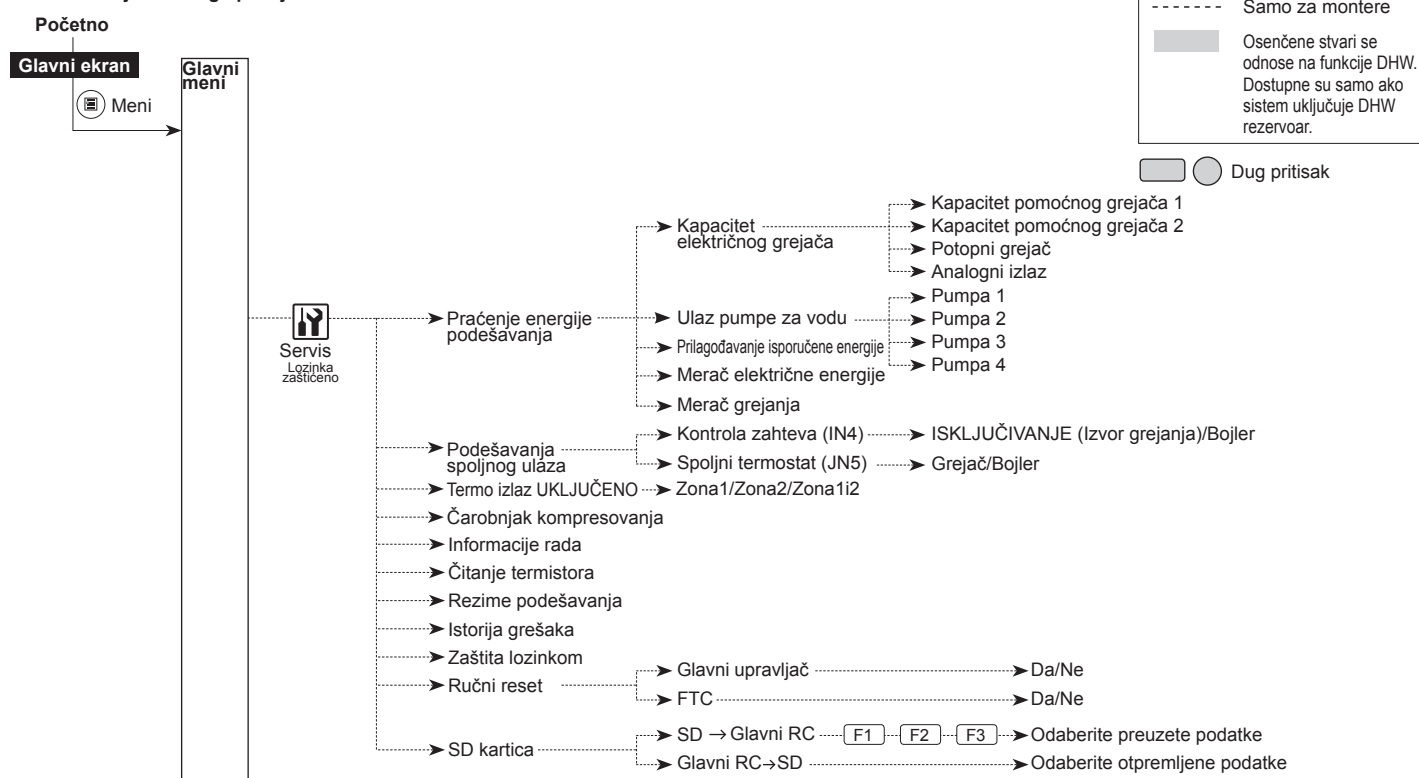 Početno
Glavni ekran
Meni
Glavni
meni
Samo za montere
Osenčene stvari se
odnose na funkcije DHW.
Dostupne su samo ako
sistem uključuje DHW
rezervoar.
Dug pritisak
Servis
Lozinka
zaštićeno
Praćenje energije
podešavanja
Kapacitet
električnog grejača
Kapacitet pomoćnog grejača 1
Kapacitet pomoćnog grejača 2
Potopni grejač
Analogni izlaz
Ulaz pumpe za vodu
Pumpa 1
Pumpa 2
Pumpa 3
Pumpa 4
Prilagođavanje isporučene energije
Merač električne energije
Merač grejanja
Podešavanja
spoljnog ulaza
Kontrola zahteva (IN4)
ISKLJUČIVANJE (Izvor grejanja)/Bojler
Spoljni termostat (JN5)
Grejač/Bojler
Termo izlaz UKLJUČENO
Zona1/Zona2/Zona1i2
Čarobnjak kompresovanja
Informacije rada
Čitanje termistora
Rezime podešavanja
Istorija grešaka
Zaštita lozinkom
Ručni reset
Glavni upravljač
Da/Ne
FTC
Da/Ne
SD kartica
SD → Glavni RC F1 F2 F3 Odaberite preuzete podatke
Glavni RC→SD Odaberite otpremljene podatke